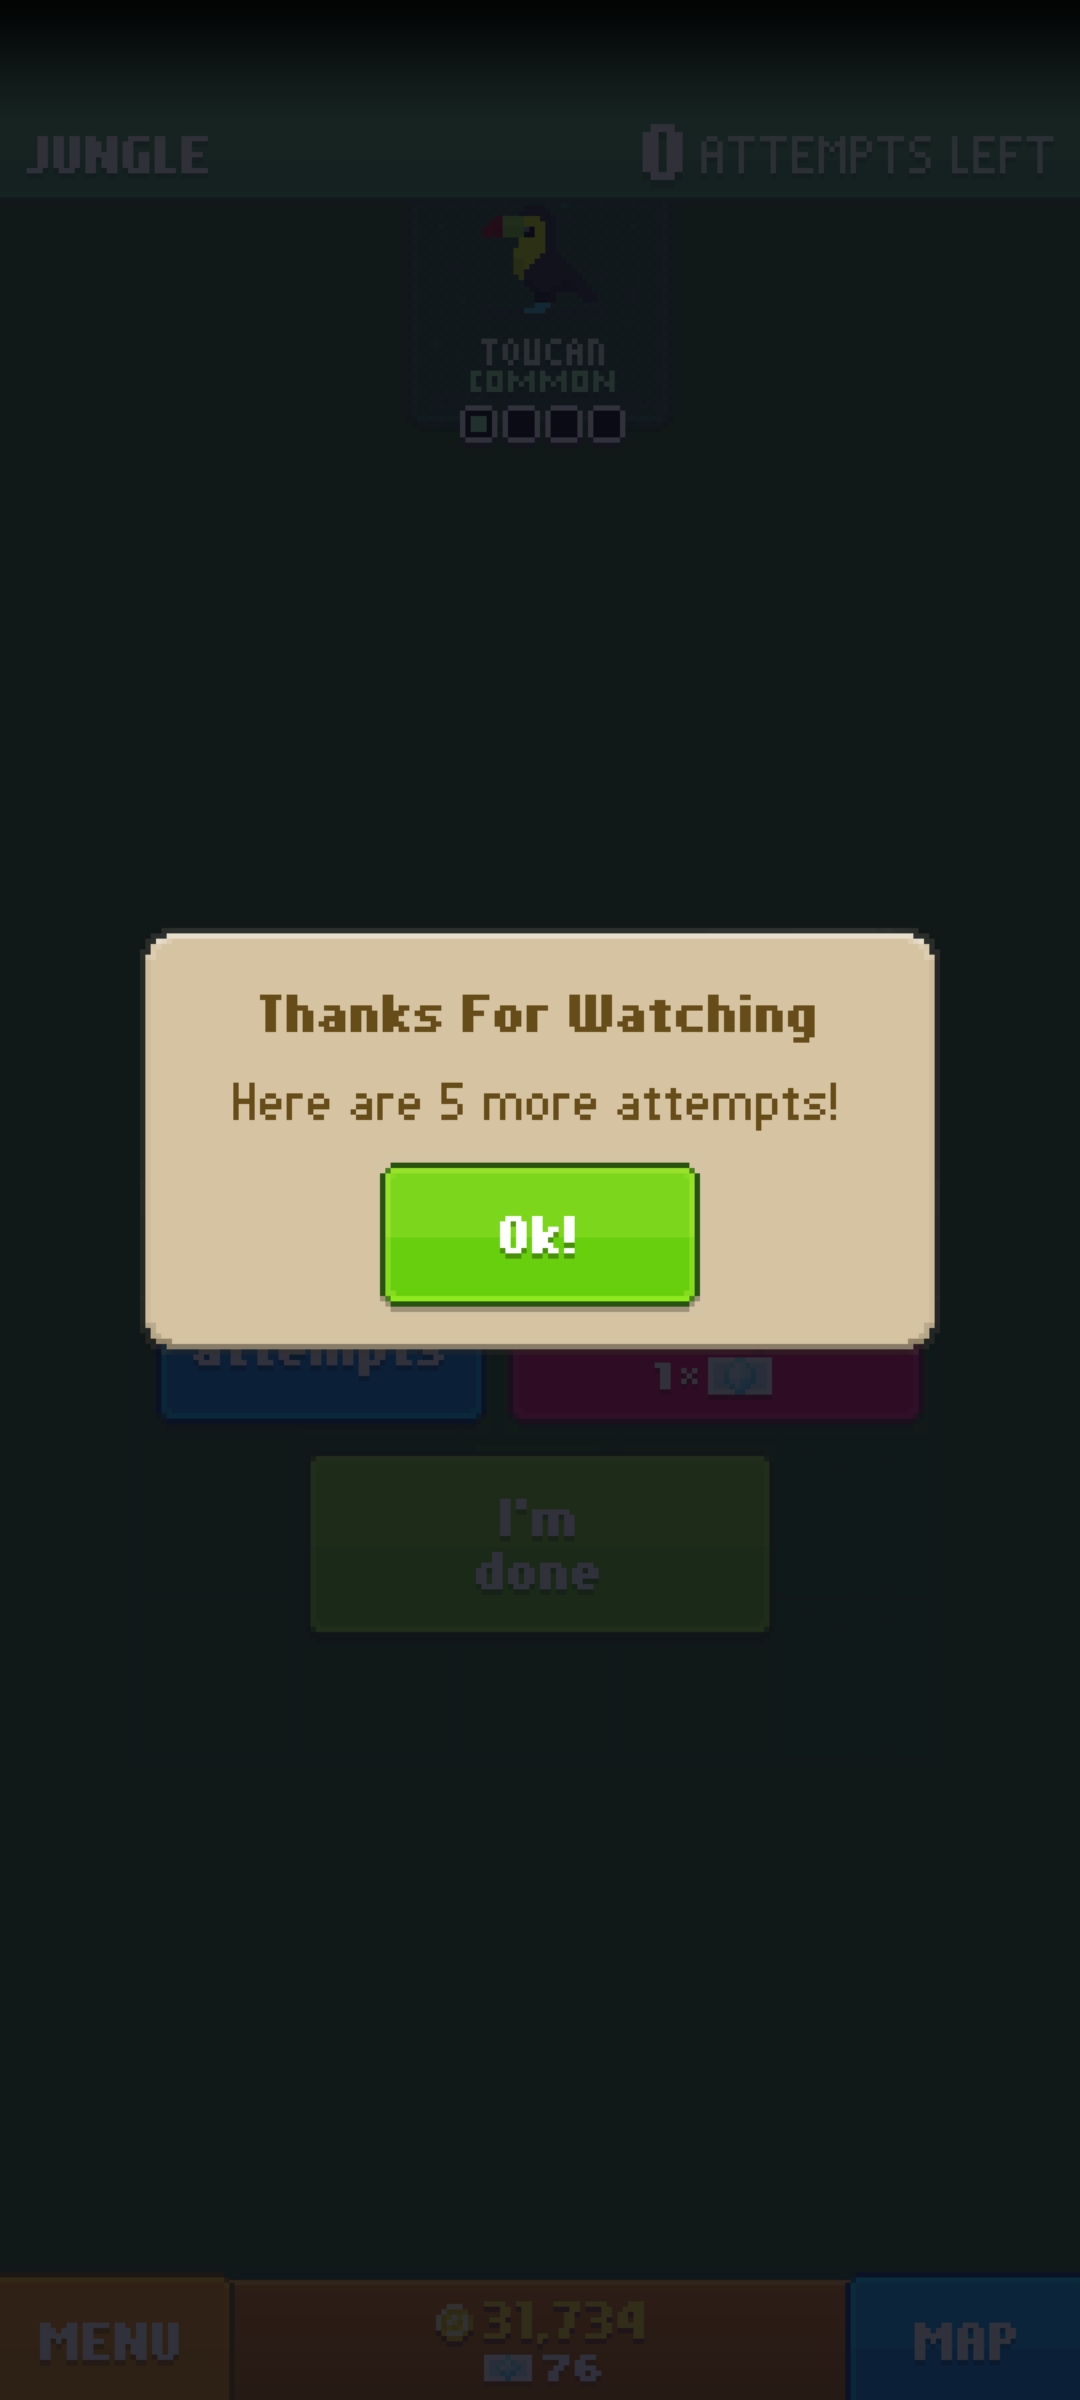 JUNGLE
0 ATTEMPTS LEFT
TOUCAN
COMMON
Thanks For Watching
Here are 5 more attempts!
Ok!
attempts
1×
I'm
done
MENU
31,734
76
MAP